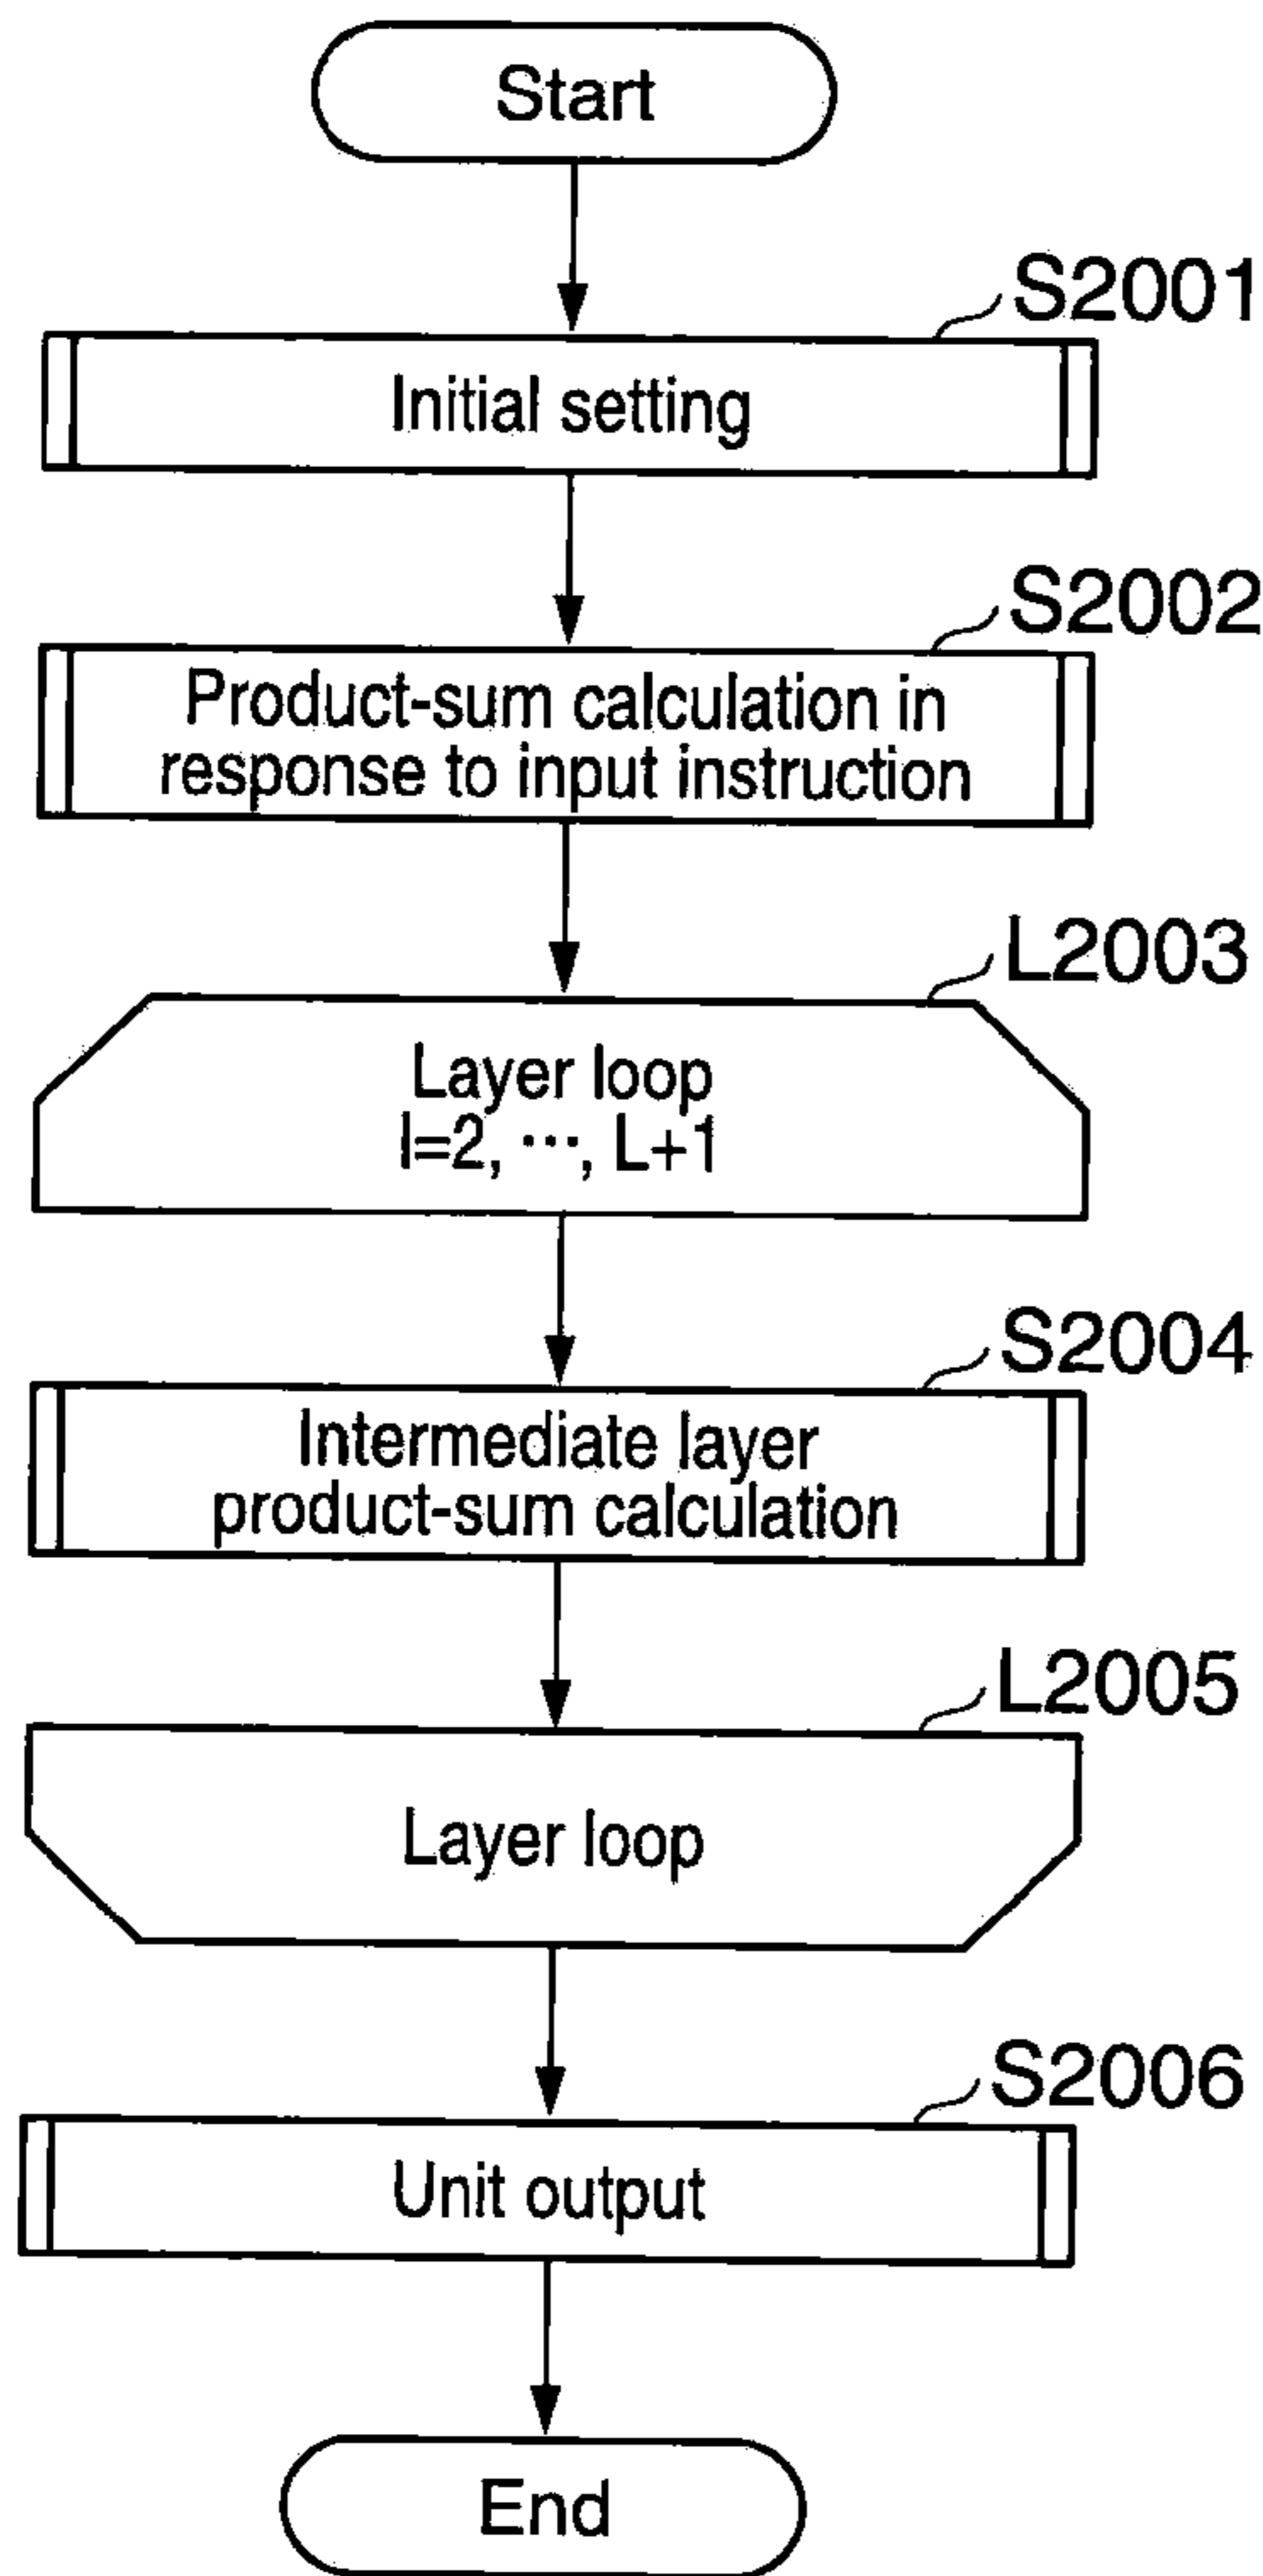 Start
S2001
Initial setting
S2002
Product-sum calculation in
response to input instruction
L2003
Layer loop
l=2, ···, L+1
S2004
Intermediate layer
product-sum calculation
L2005
Layer loop
S2006
Unit output
End